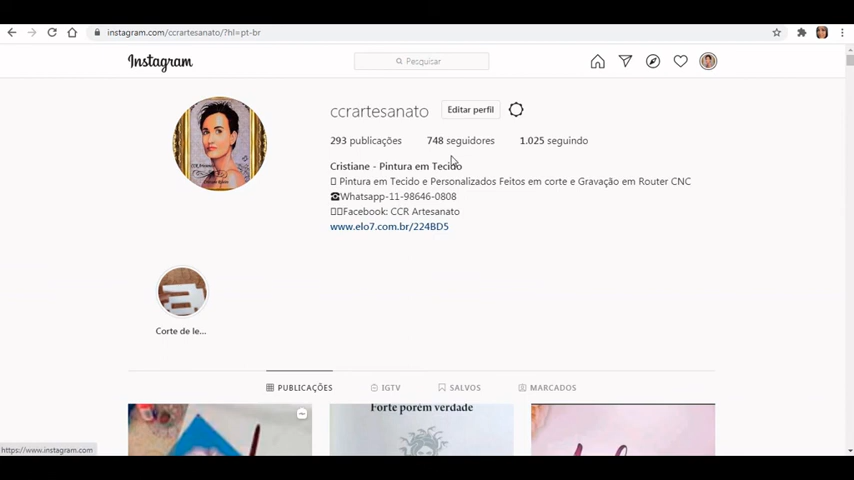 instagram.com/ccrartesanato/?hl=pt-br
Instagram
Pesquisar
ccrartesanato
Editar perfil
293 publicações 748 seguidores 1.025 seguindo
Cristiane - Pintura em Tecido
Pintura em Tecido e Personalizados Feitos em corte e Gravação em Router CNC
☎Whatsapp-11-98646-0808
Facebook: CCR Artesanato
www.elo7.com.br/224BD5
Corte de le...
PUBLICAÇÕES IGTV SALVOS MARCADOS
Forte porém verdade
https://www.instagram.com